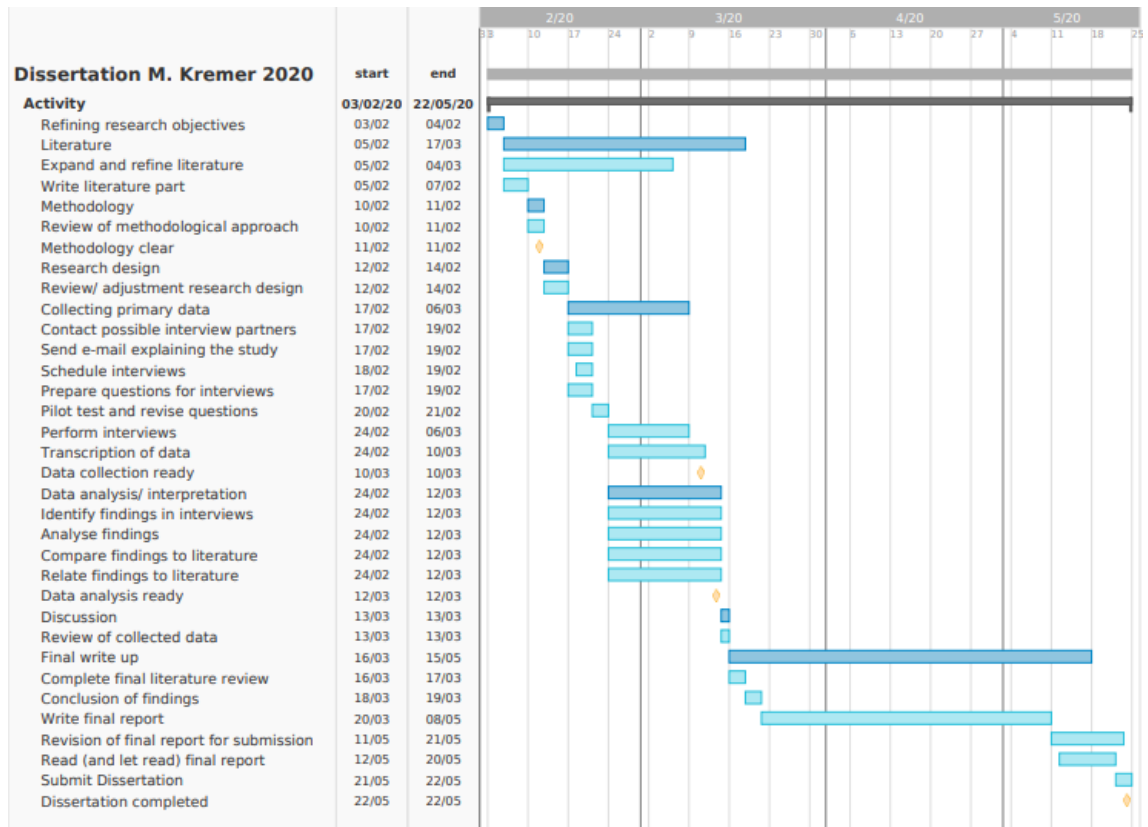 2/20 3/20 4/20 5/20
3 10 17 24 2 9 16 23 30 6 13 20 27 4 11 18 25
Dissertation M. Kremer 2020 start end
Activity 03/02/20 22/05/20
Refining research objectives 03/02 04/02
Literature 05/02 17/03
Expand and refine literature 05/02 04/03
Write literature part 05/02 07/02
Methodology 10/02 11/02
Review of methodological approach 10/02 11/02
Methodology clear 11/02 11/02
Research design 12/02 14/02
Review/ adjustment research design 12/02 14/02
Collecting primary data 17/02 06/03
Contact possible interview partners 17/02 19/02
Send e-mail explaining the study 17/02 19/02
Schedule interviews 18/02 19/02
Prepare questions for interviews 17/02 19/02
Pilot test and revise questions 20/02 21/02
Perform interviews 24/02 06/03
Transcription of data 24/02 10/03
Data collection ready 10/03 10/03
Data analysis/ interpretation 24/02 12/03
Identify findings in interviews 24/02 12/03
Analyse findings 24/02 12/03
Compare findings to literature 24/02 12/03
Relate findings to literature 24/02 12/03
Data analysis ready 12/03 12/03
Discussion 13/03 13/03
Review of collected data 13/03 13/03
Final write up 16/03 15/05
Complete final literature review 16/03 17/03
Conclusion of findings 18/03 19/03
Write final report 20/03 08/05
Revision of final report for submission 11/05 21/05
Read (and let read) final report 12/05 20/05
Submit Dissertation 21/05 22/05
Dissertation completed 22/05 22/05